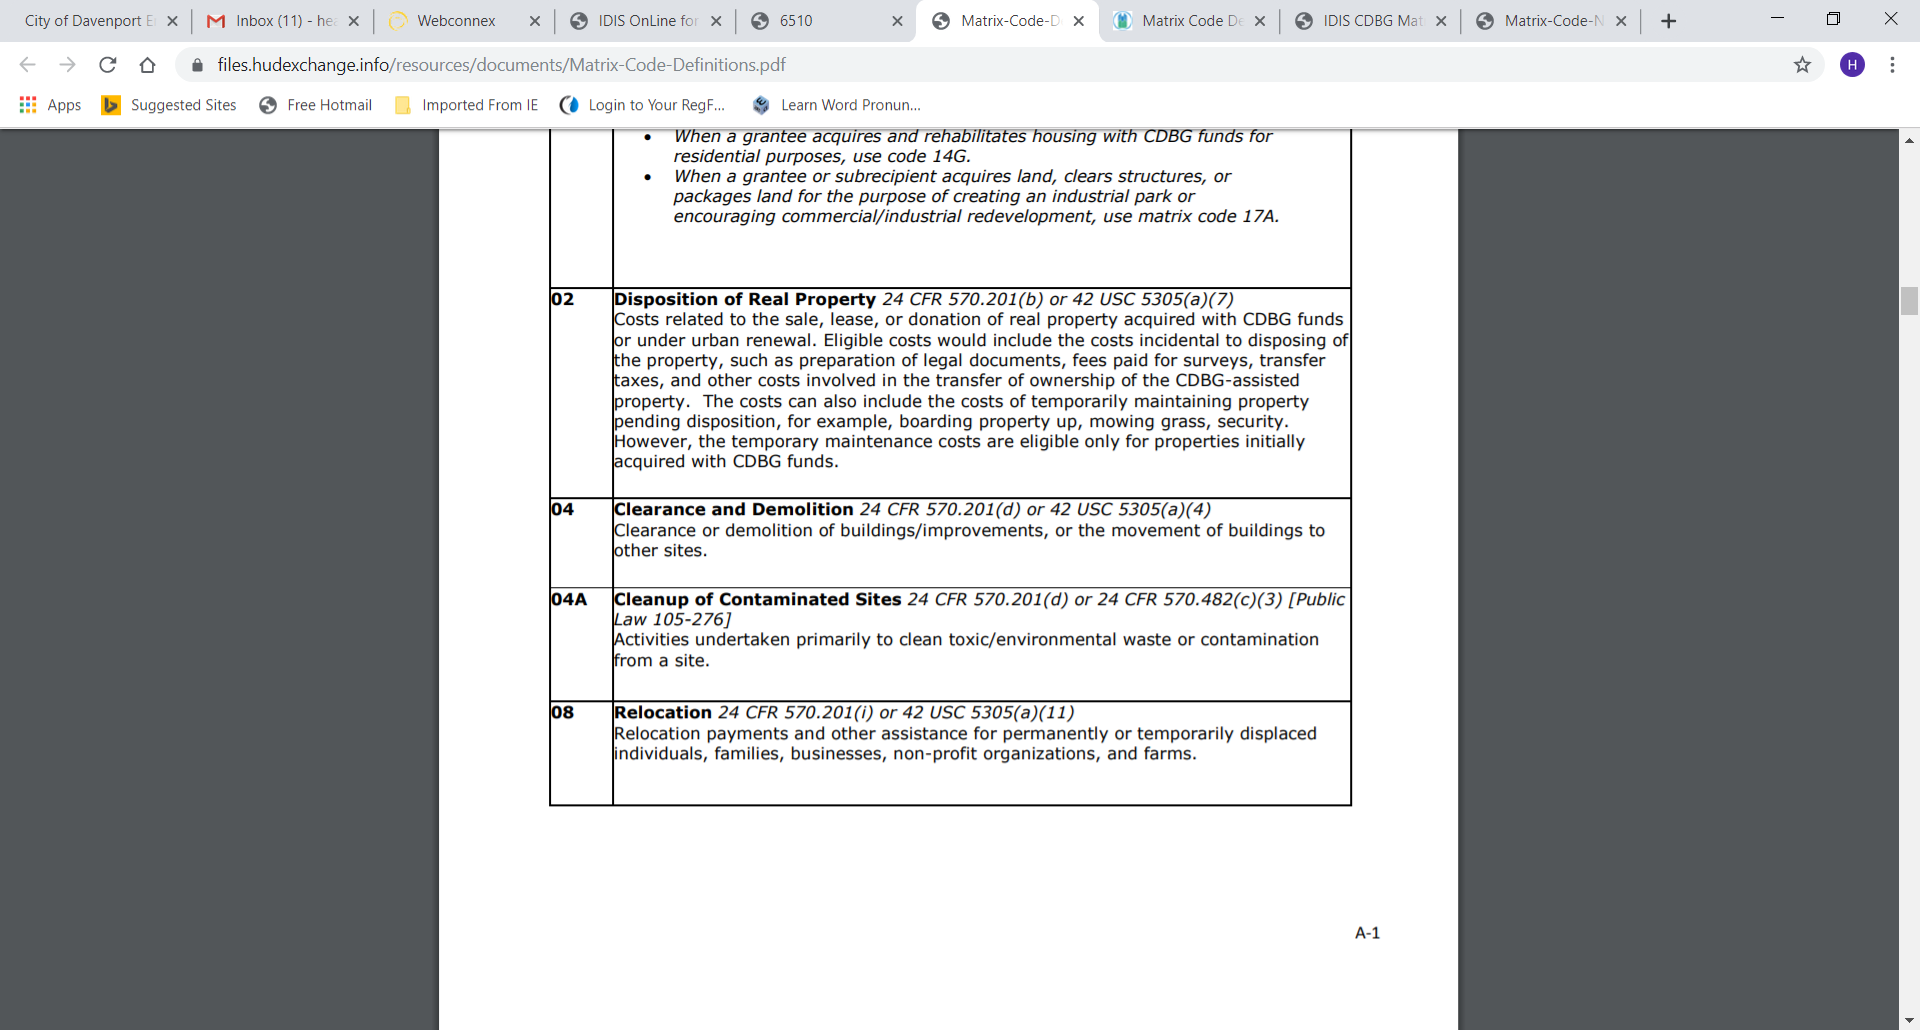 City of Davenport E
Inbox (11) - hea
Webconnex
IDIS OnLine for
6510
Matrix-Code-D
Matrix Code De
IDIS CDBG Mat
Matrix-Code-N
files.hudexchange.info/resources/documents/Matrix-Code-Definitions.pdf
H
Apps
Suggested Sites
Free Hotmail
Imported From IE
Login to Your RegF...
Learn Word Pronun...
• When a grantee acquires and rehabilitates housing with CDBG funds for
residential purposes, use code 14G.
• When a grantee or subrecipient acquires land, clears structures, or
packages land for the purpose of creating an industrial park or
encouraging commercial/industrial redevelopment, use matrix code 17A.
02 Disposition of Real Property 24 CFR 570.201(b) or 42 USC 5305(a)(7)
Costs related to the sale, lease, or donation of real property acquired with CDBG funds
or under urban renewal. Eligible costs would include the costs incidental to disposing of
the property, such as preparation of legal documents, fees paid for surveys, transfer
taxes, and other costs involved in the transfer of ownership of the CDBG-assisted
property.  The costs can also include the costs of temporarily maintaining property
pending disposition, for example, boarding property up, mowing grass, security.
However, the temporary maintenance costs are eligible only for properties initially
acquired with CDBG funds.
04 Clearance and Demolition 24 CFR 570.201(d) or 42 USC 5305(a)(4)
Clearance or demolition of buildings/improvements, or the movement of buildings to
other sites.
04A Cleanup of Contaminated Sites 24 CFR 570.201(d) or 24 CFR 570.482(c)(3) [Public
Law 105-276]
Activities undertaken primarily to clean toxic/environmental waste or contamination
from a site.
08 Relocation 24 CFR 570.201(i) or 42 USC 5305(a)(11)
Relocation payments and other assistance for permanently or temporarily displaced
individuals, families, businesses, non-profit organizations, and farms.
A-1